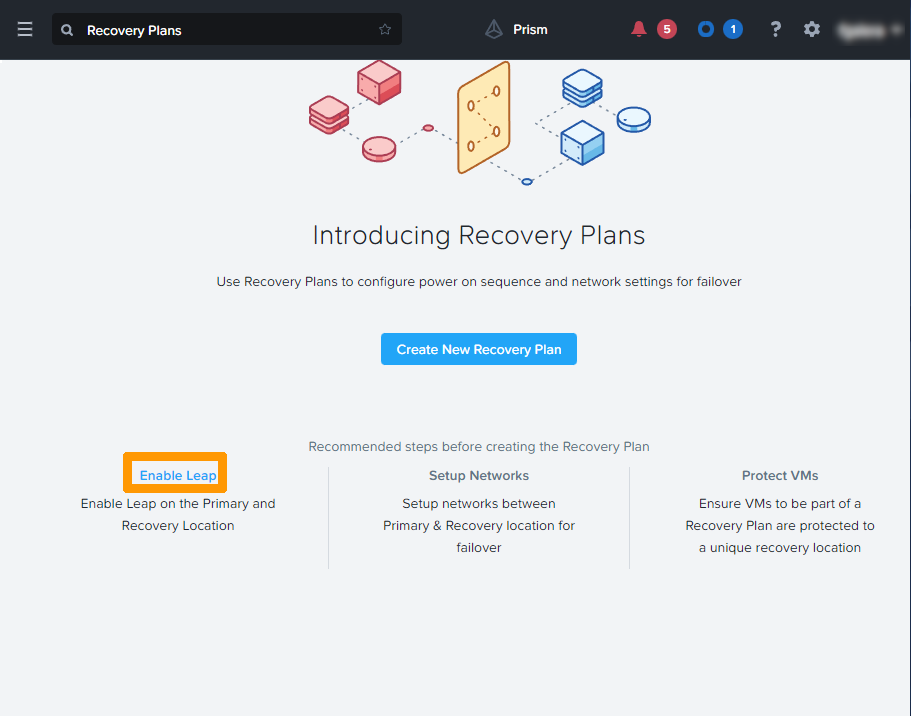 Recovery Plans
Prism
5
1
?
Introducing Recovery Plans
Use Recovery Plans to configure power on sequence and network settings for failover
Create New Recovery Plan
Recommended steps before creating the Recovery Plan
Enable Leap
Enable Leap on the Primary and
Recovery Location
Setup Networks
Setup networks between
Primary & Recovery location for
failover
Protect VMs
Ensure VMs to be part of a
Recovery Plan are protected to
a unique recovery location